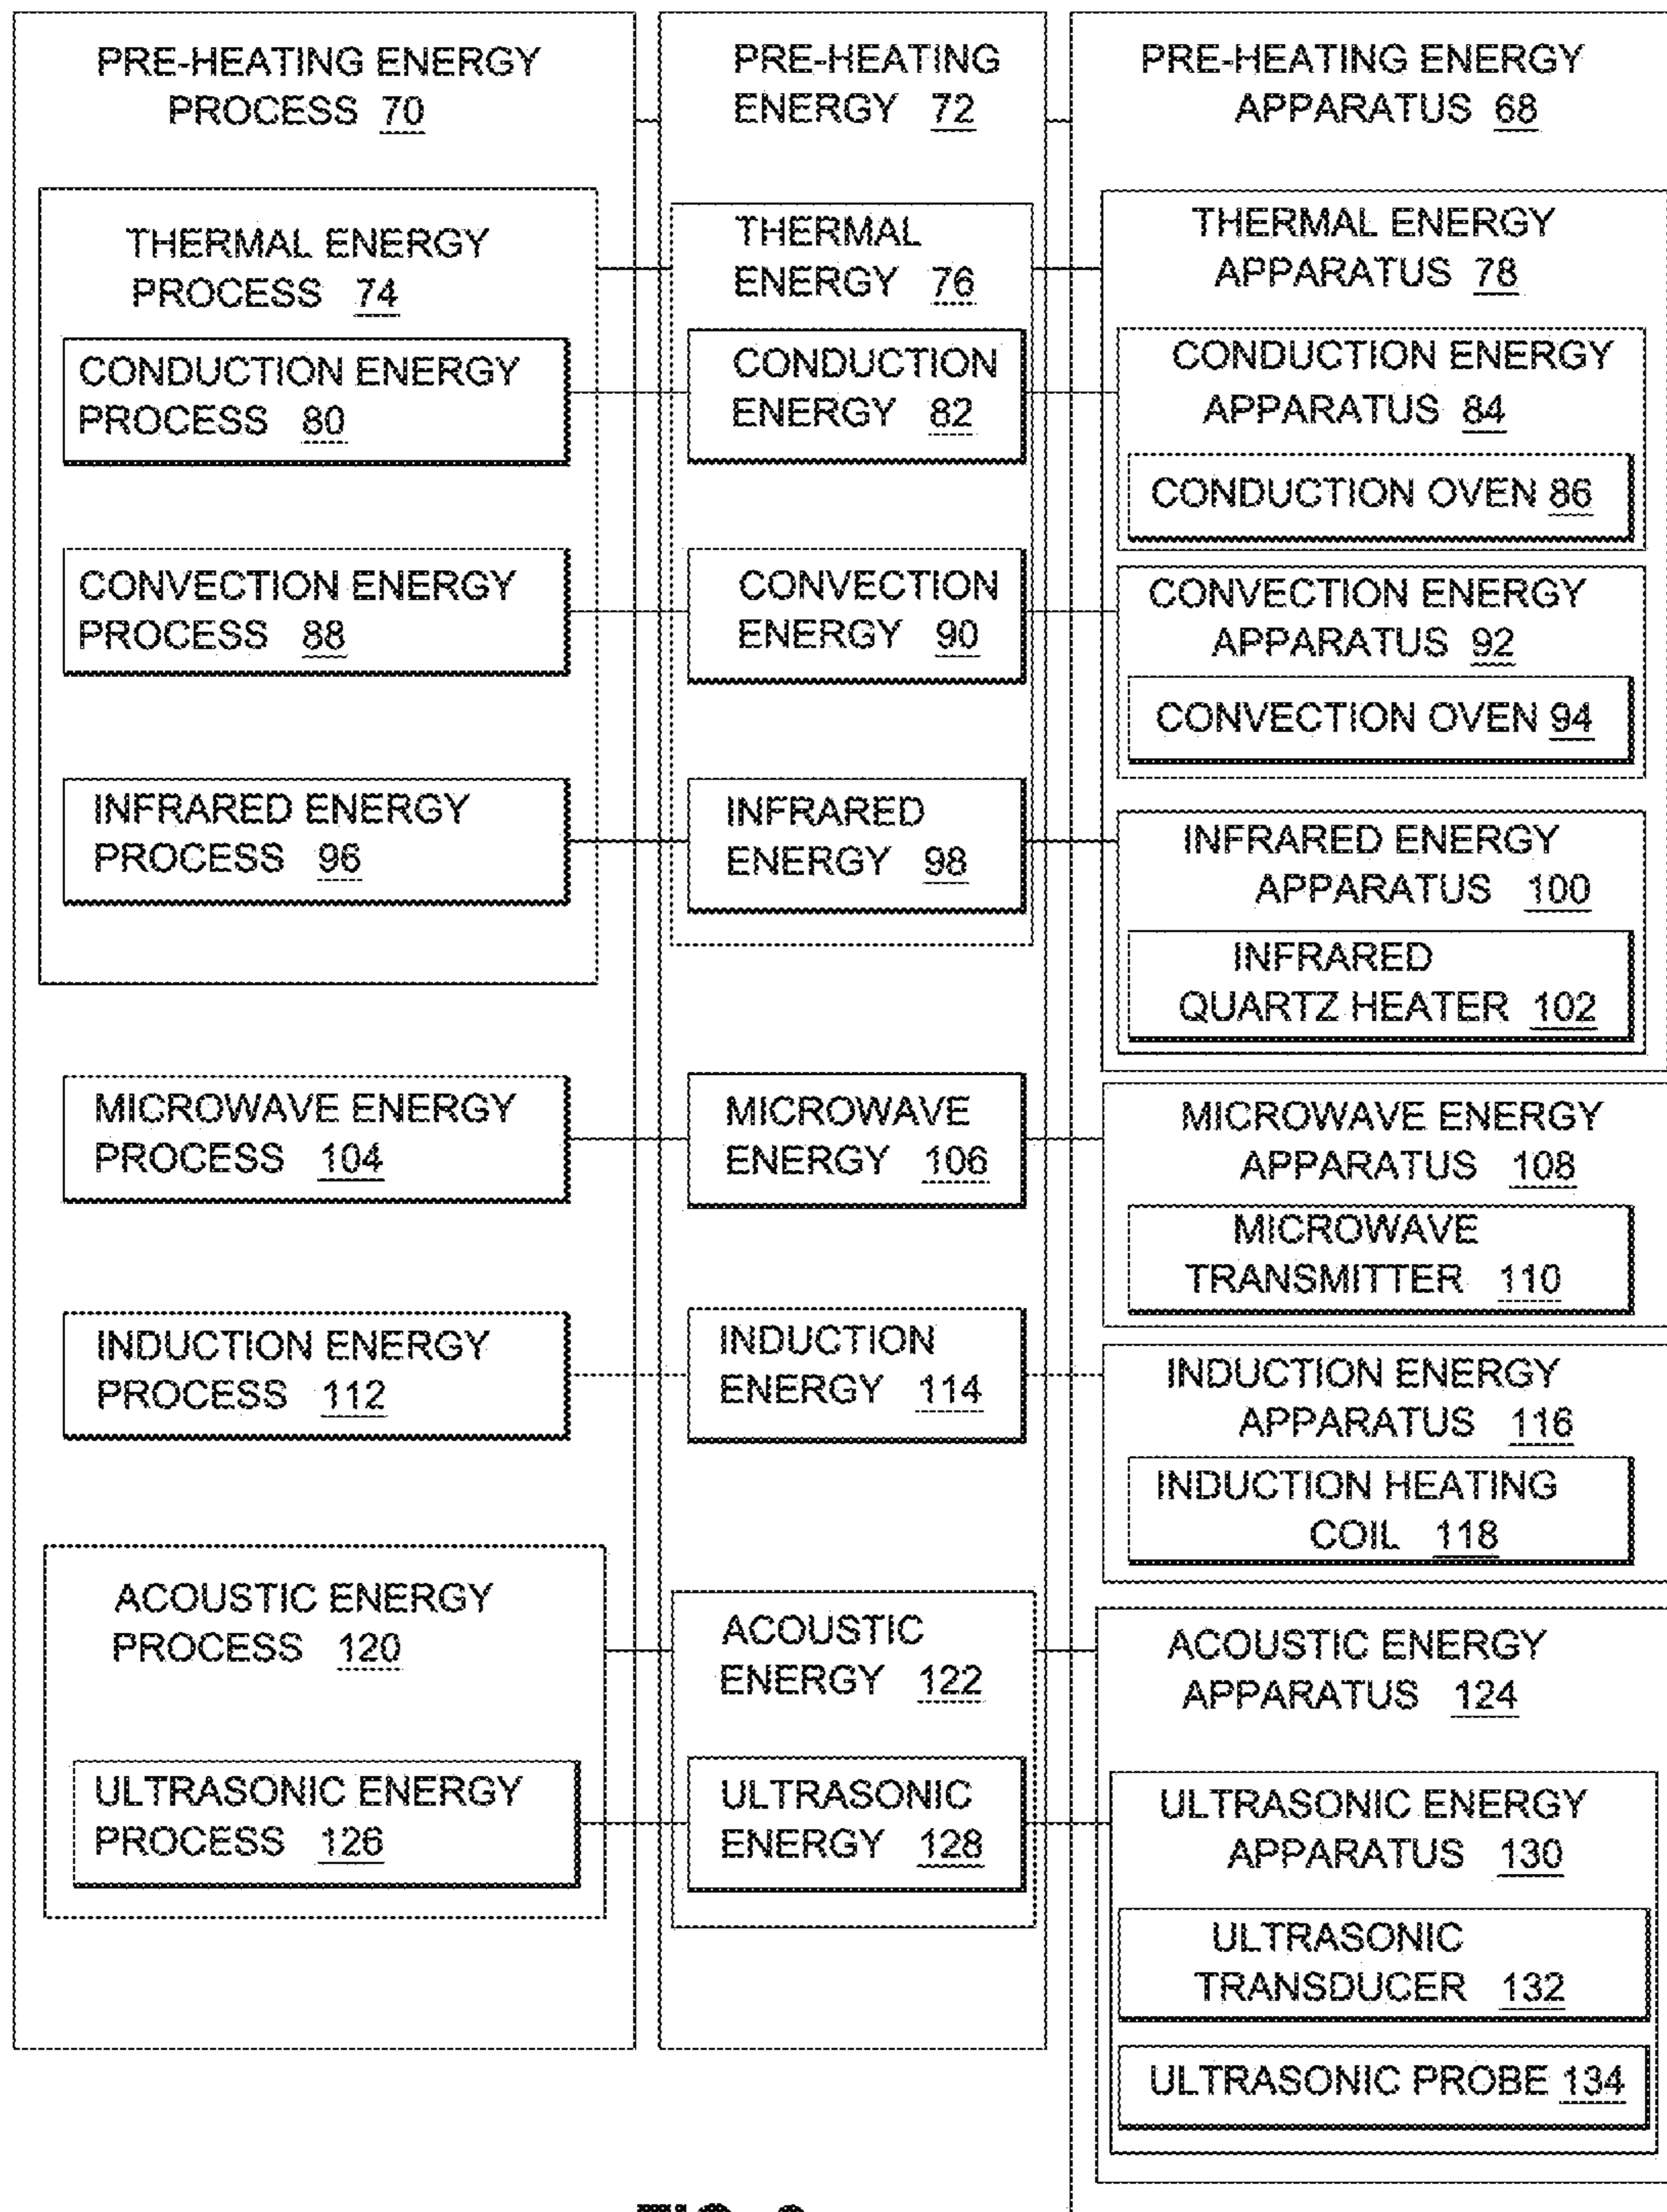 PRE-HEATING ENERGY
PROCESS 70
THERMAL ENERGY
PROCESS 74
CONDUCTION ENERGY
PROCESS 80
CONVECTION ENERGY
PROCESS 88
INFRARED ENERGY
PROCESS 96
MICROWAVE ENERGY
PROCESS 104
INDUCTION ENERGY
PROCESS 112
ACOUSTIC ENERGY
PROCESS 120
ULTRASONIC ENERGY
PROCESS 126
PRE-HEATING
ENERGY 72
THERMAL
ENERGY 76
CONDUCTION
ENERGY 82
CONVECTION
ENERGY 90
INFRARED
ENERGY 98
MICROWAVE
ENERGY 106
INDUCTION
ENERGY 114
ACOUSTIC
ENERGY 122
ULTRASONIC
ENERGY 128
PRE-HEATING ENERGY
APPARATUS 68
THERMAL ENERGY
APPARATUS 78
CONDUCTION ENERGY
APPARATUS 84
CONDUCTION OVEN 86
CONVECTION ENERGY
APPARATUS 92
CONVECTION OVEN 94
INFRARED ENERGY
APPARATUS 100
INFRARED
QUARTZ HEATER 102
MICROWAVE ENERGY
APPARATUS 108
MICROWAVE
TRANSMITTER 110
INDUCTION ENERGY
APPARATUS 116
INDUCTION HEATING
COIL 118
ACOUSTIC ENERGY
APPARATUS 124
ULTRASONIC ENERGY
APPARATUS 130
ULTRASONIC
TRANSDUCER 132
ULTRASONIC PROBE 134